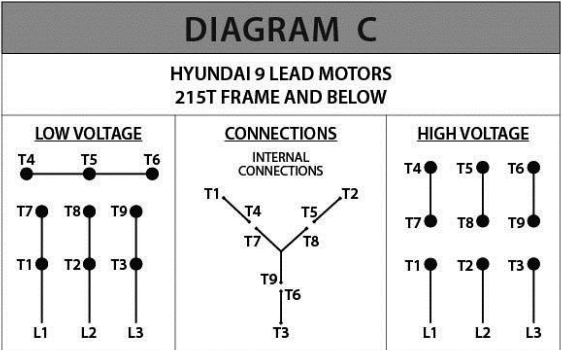 DIAGRAM C
HYUNDAI 9 LEAD MOTORS
215T FRAME AND BELOW
LOW VOLTAGE
T4 T5 T6
T7 T8 T9
T1 T2 T3
L1 L2 L3
CONNECTIONS
INTERNAL
CONNECTIONS
T1 T2
T4 T5
T7 T8
T9
T6
T3
HIGH VOLTAGE
T4 T5 T6
T7 T8 T9
T1 T2 T3
L1 L2 L3